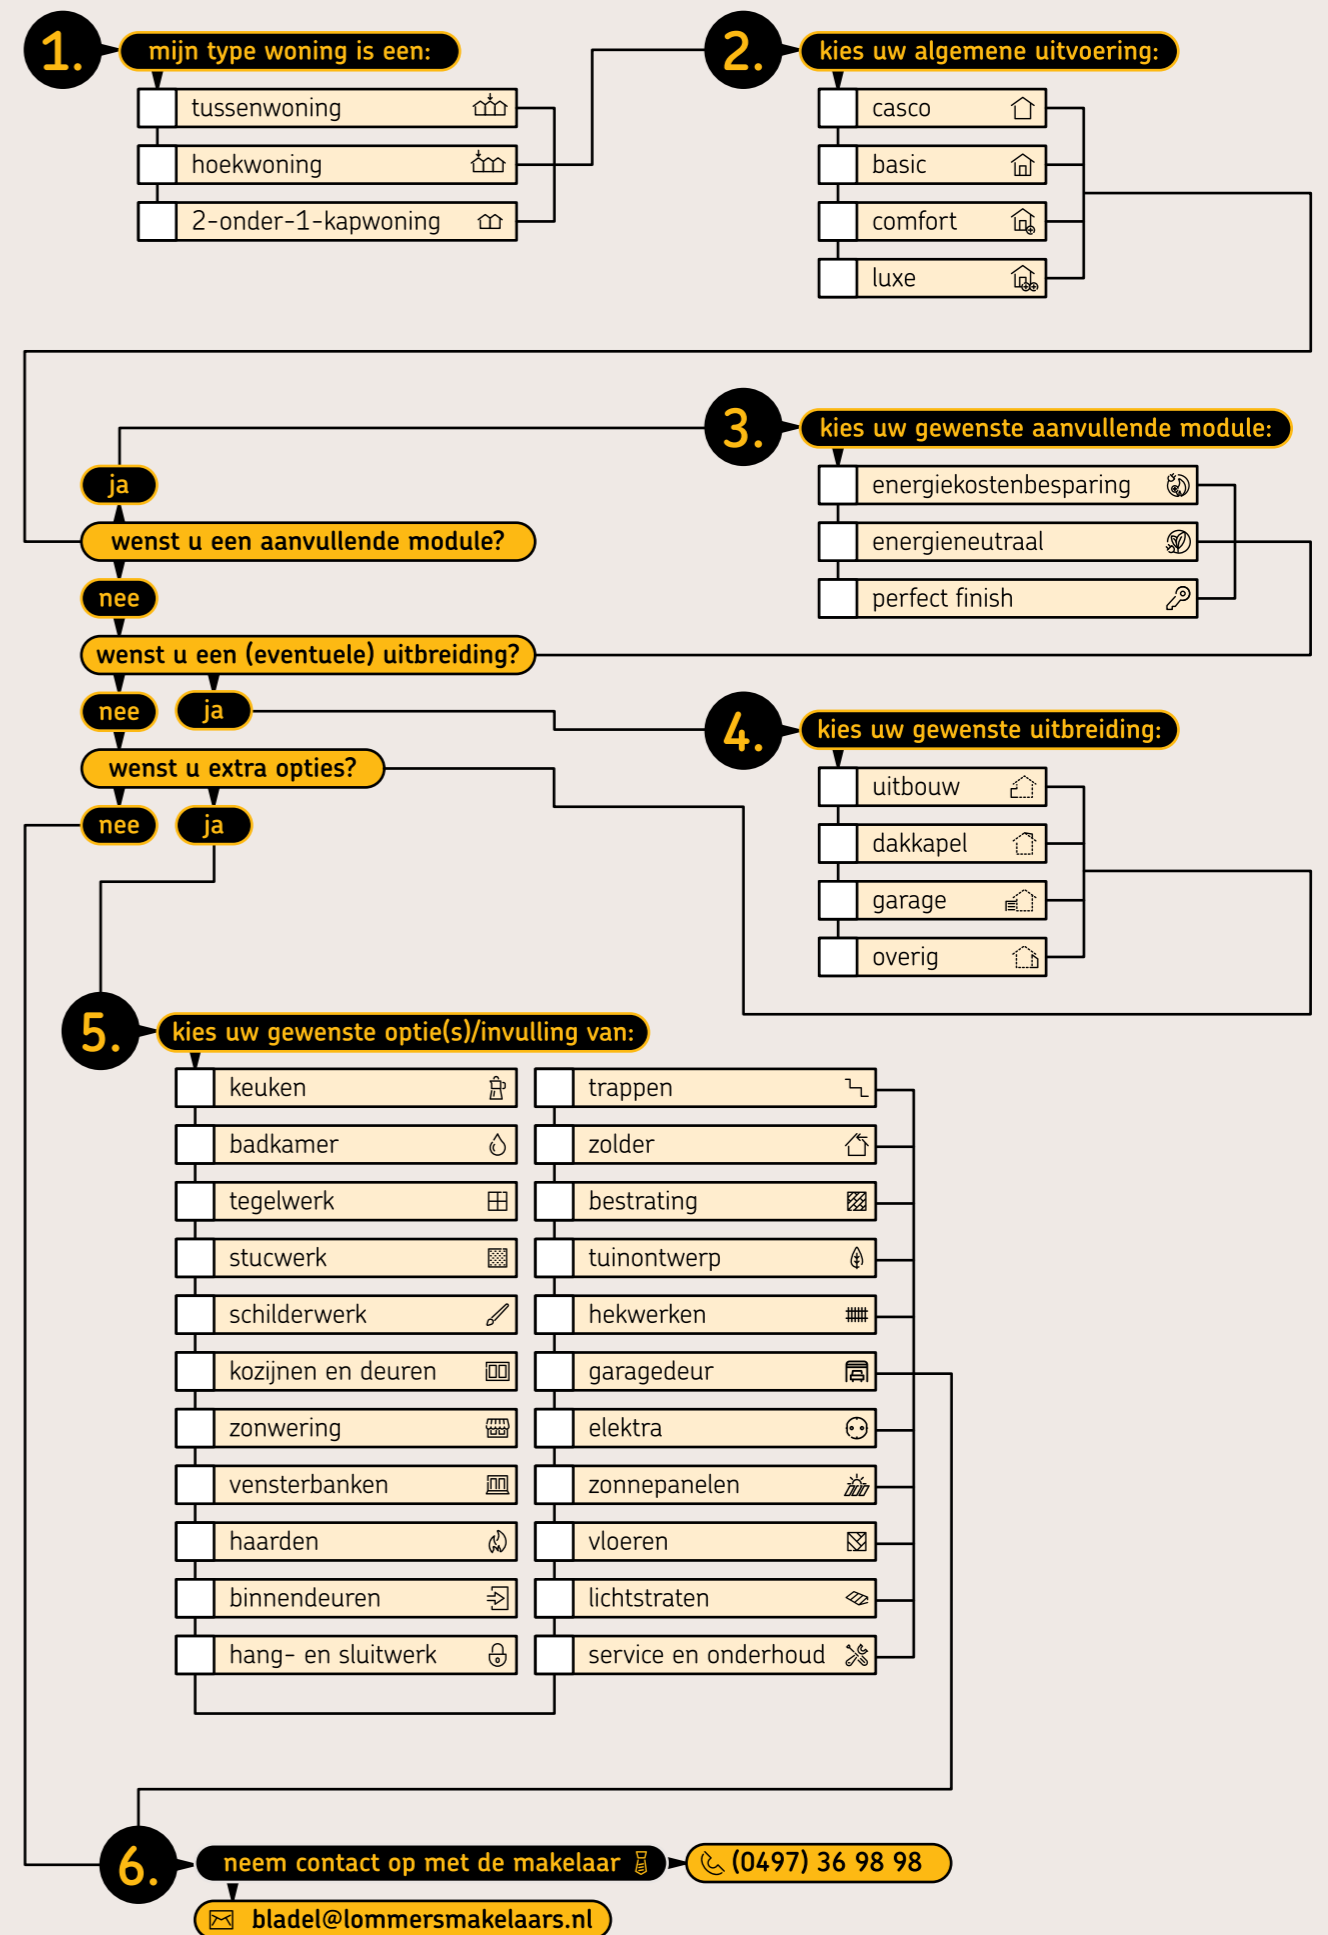 1.
mijn type woning is een:
tussenwoning
hoekwoning
2-onder-1-kapwoning
2.
kies uw algemene uitvoering:
casco
basic
comfort
luxe
ja
wenst u een aanvullende module?
nee
3.
kies uw gewenste aanvullende module:
energiekostenbesparing
energieneutraal
perfect finish
wenst u een (eventuele) uitbreiding?
nee
ja
4.
kies uw gewenste uitbreiding:
uitbouw
dakkapel
garage
overig
wenst u extra opties?
nee
ja
5.
kies uw gewenste optie(s)/invulling van:
keuken
badkamer
tegelwerk
stucwerk
schilderwerk
kozijnen en deuren
zonwering
vensterbanken
haarden
binnendeuren
hang- en sluitwerk
trappen
zolder
bestrating
tuinontwerp
hekwerken
garagedeur
elektra
zonnepanelen
vloeren
lichtstraten
service en onderhoud
6.
neem contact op met de makelaar
(0497) 36 98 98
bladel@lommersmakelaars.nl